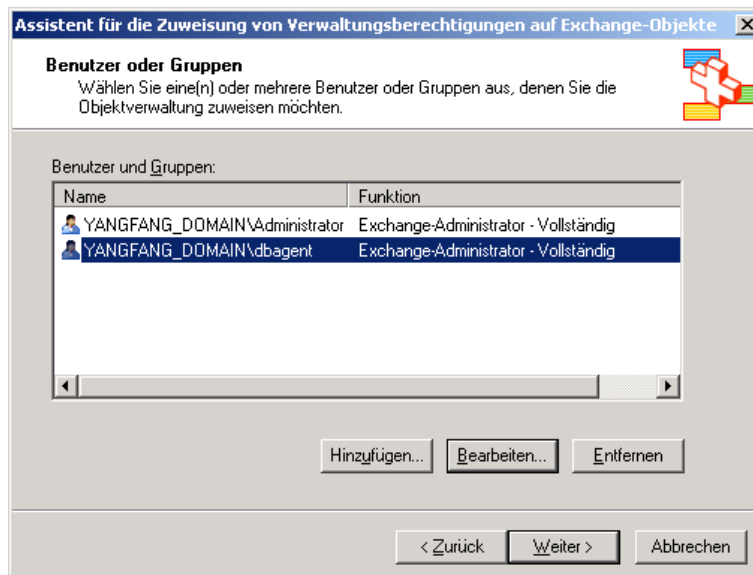 Assistent für die Zuweisung von Verwaltungsberechtigungen auf Exchange-Objekte
Benutzer oder Gruppen
Wählen Sie eine(n) oder mehrere Benutzer oder Gruppen aus, denen Sie die
Objektverwaltung zuweisen möchten.
Benutzer und Gruppen:
Name Funktion
YANGFANG_DOMAIN\Administrator Exchange-Administrator - Vollständig
YANGFANG_DOMAIN\dbagent Exchange-Administrator - Vollständig
Hinzufügen... Bearbeiten... Entfernen
< Zurück Weiter > Abbrechen